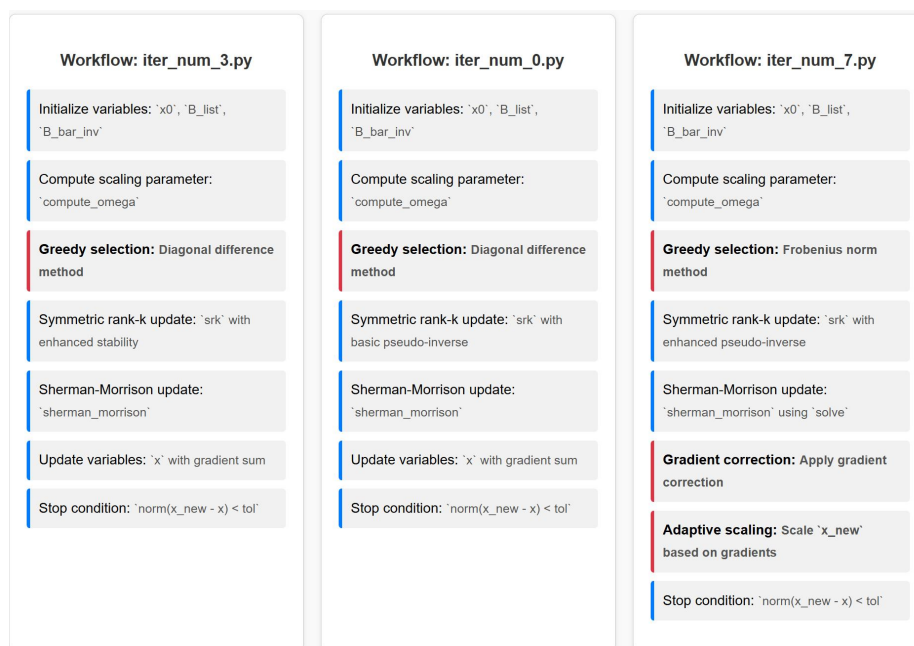 Workflow: iter_num_3.py
Initialize variables: `x0`, `B_list`,
`B_bar_inv`
Compute scaling parameter:
`compute_omega`
Greedy selection: Diagonal difference
method
Symmetric rank-k update: `srk` with
enhanced stability
Sherman-Morrison update:
`sherman_morrison`
Update variables: `x` with gradient sum
Stop condition: `norm(x_new - x) < tol`
Workflow: iter_num_0.py
Initialize variables: `x0`, `B_list`,
`B_bar_inv`
Compute scaling parameter:
`compute_omega`
Greedy selection: Diagonal difference
method
Symmetric rank-k update: `srk` with
basic pseudo-inverse
Sherman-Morrison update:
`sherman_morrison`
Update variables: `x` with gradient sum
Stop condition: `norm(x_new - x) < tol`
Workflow: iter_num_7.py
Initialize variables: `x0`, `B_list`,
`B_bar_inv`
Compute scaling parameter:
`compute_omega`
Greedy selection: Frobenius norm
method
Symmetric rank-k update: `srk` with
enhanced pseudo-inverse
Sherman-Morrison update:
`sherman_morrison` using `solve`
Gradient correction: Apply gradient
correction
Adaptive scaling: Scale `x_new`
based on gradients
Stop condition: `norm(x_new - x) < tol`